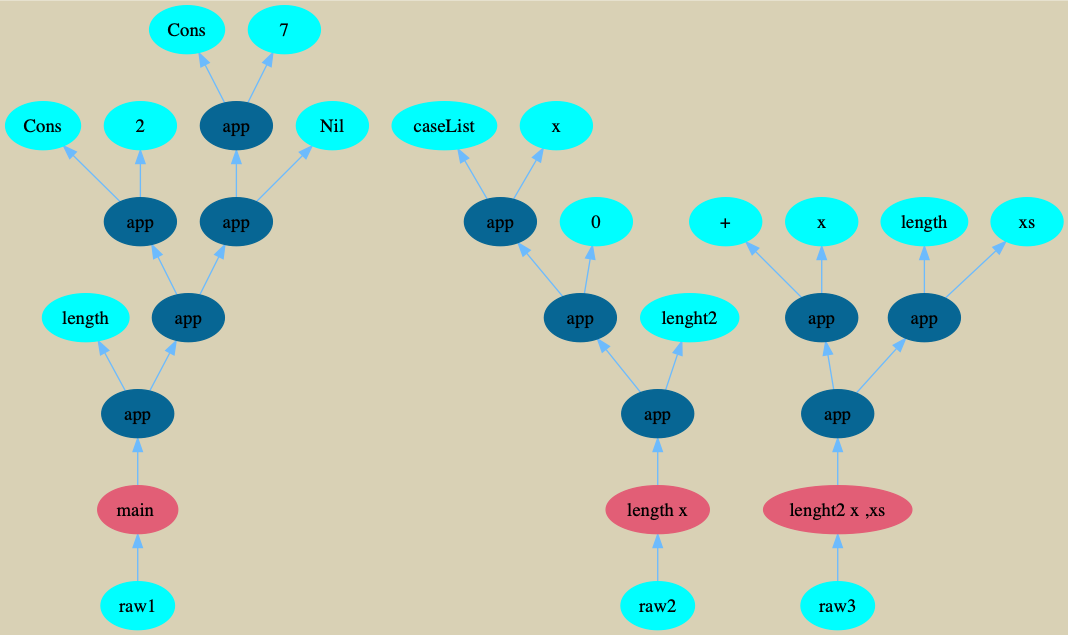 Cons 7
Cons 2 app Nil caseList x
app app app 0 + x length xs
length app app lenght2 app app
app app app
main length x lenght2 x ,xs
raw1 raw2 raw3